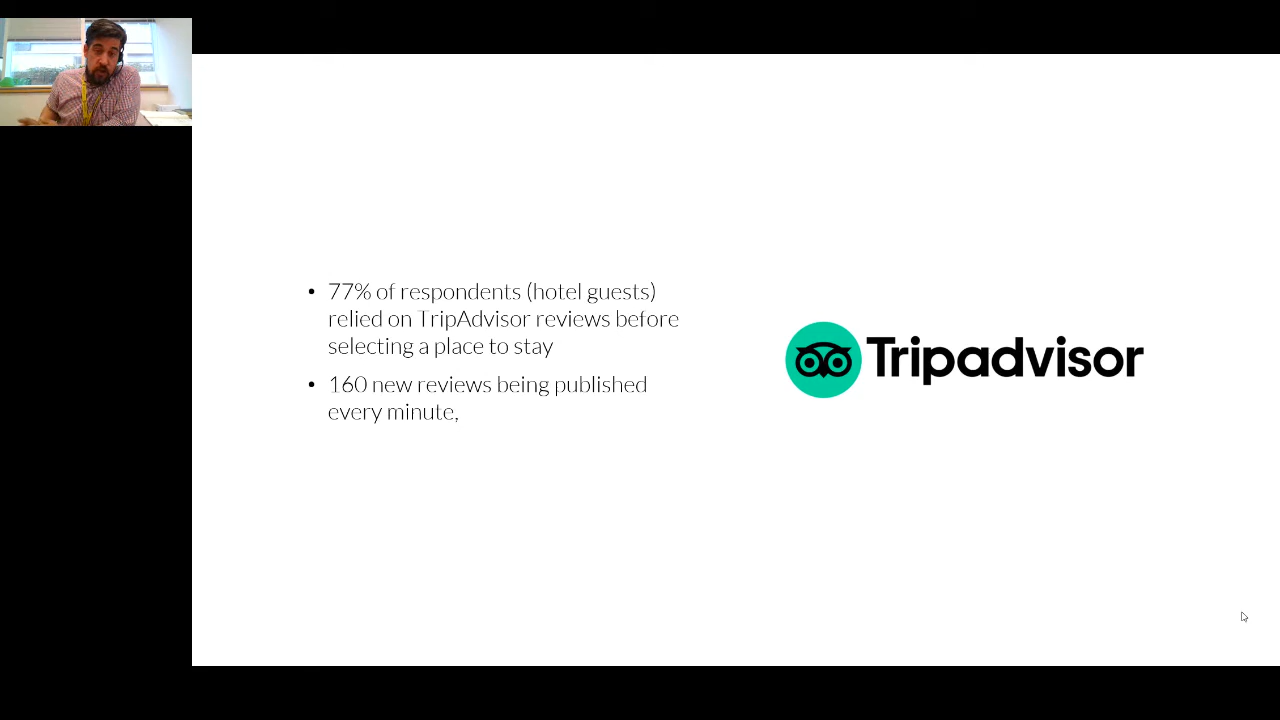 • 77% of respondents (hotel guests)
relied on TripAdvisor reviews before
selecting a place to stay
• 160 new reviews being published
every minute,
Tripadvisor